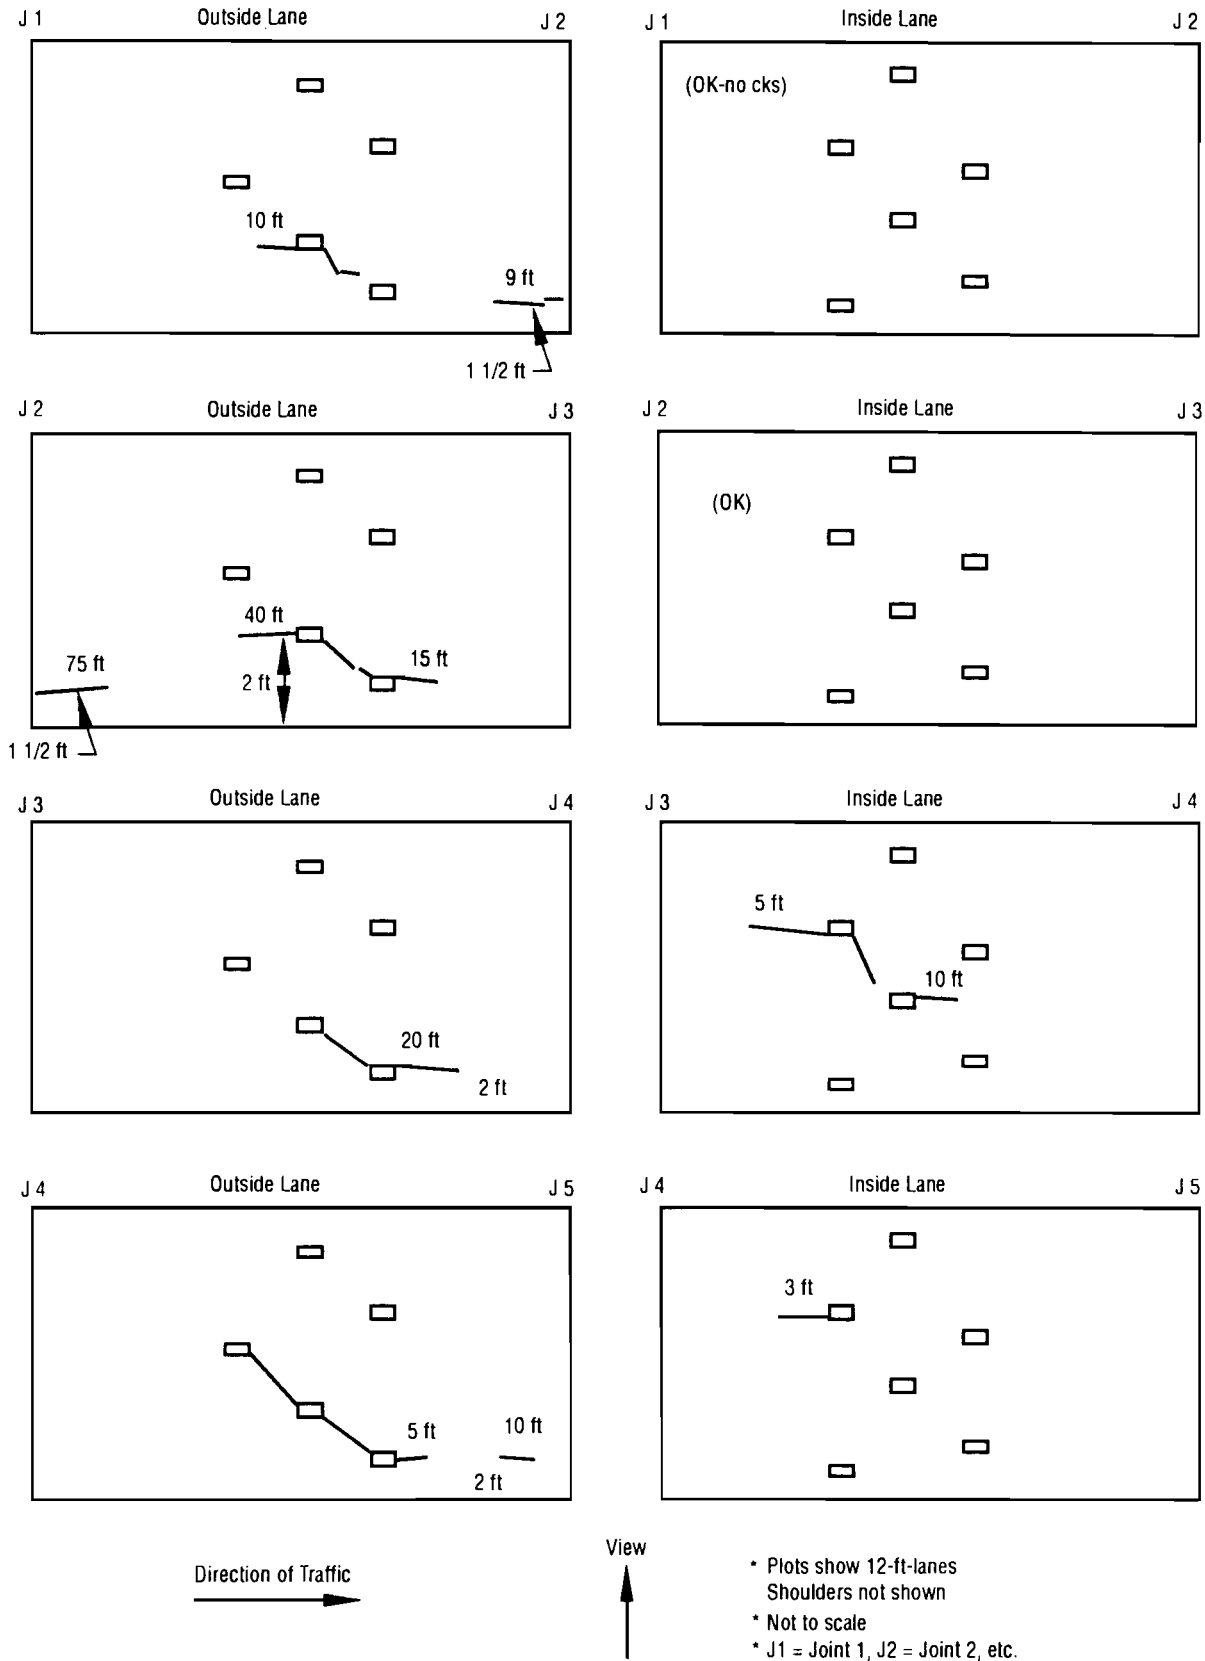 J 1 Outside Lane J 2
10 ft
9 ft
1 1/2 ft
J 1 Inside Lane J 2
(OK-no cks)
J 2 Outside Lane J 3
40 ft
15 ft
75 ft
2 ft
1 1/2 ft
J 2 Inside Lane J 3
(OK)
J 3 Outside Lane J 4
20 ft
2 ft
J 3 Inside Lane J 4
5 ft
10 ft
J 4 Outside Lane J 5
5 ft
10 ft
2 ft
J 4 Inside Lane J 5
3 ft
Direction of Traffic
View
* Plots show 12-ft-lanes
Shoulders not shown
* Not to scale
* J1 = Joint 1, J2 = Joint 2, etc.